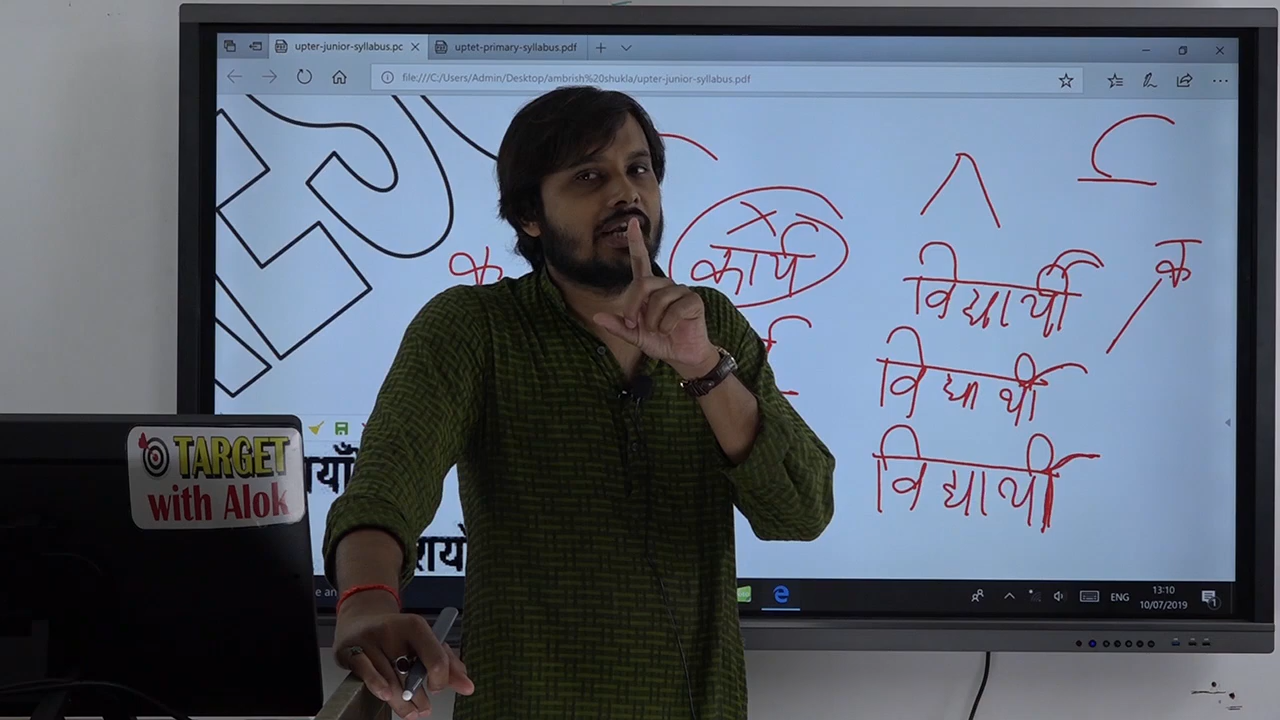 upter-junior-syllabus.pc
uptet-primary-syllabus.pdf
file:///C:/Users/Admin/Desktop/ambrish%20shukla/upter-junior-syllabus.pdf
कार्य
विद्यार्थी
क
विद्यार्थी
विद्यार्थी
TARGET
with Alok
ENG
13:10
10/07/2019
1